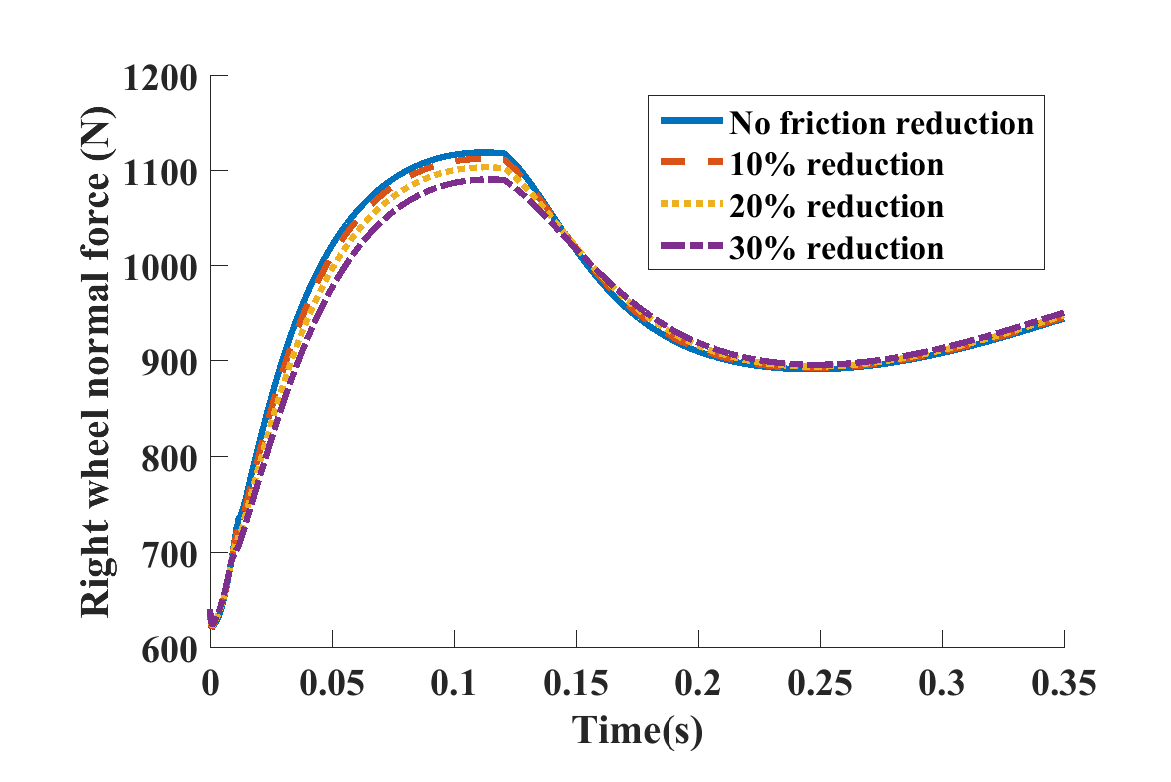 Right wheel normal force (N)
1200
1100
1000
900
800
700
600
No friction reduction
10% reduction
20% reduction
30% reduction
0
0.05
0.1
0.15
0.2
0.25
0.3
0.35
Time(s)